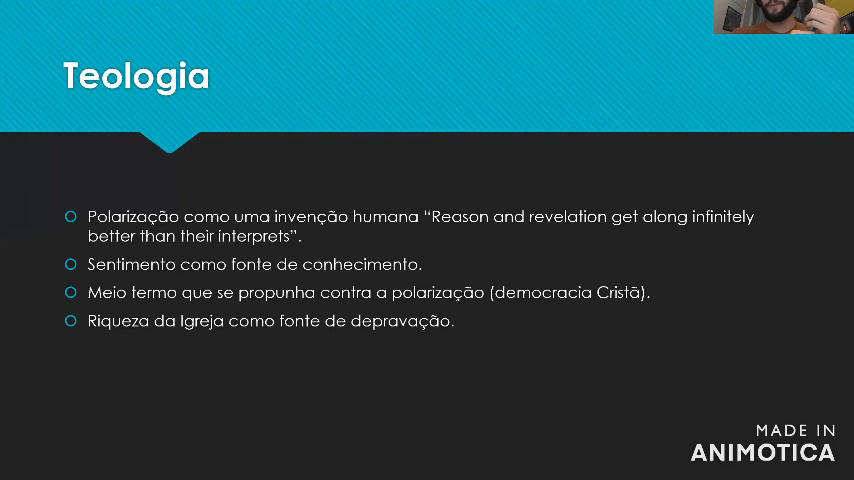 Teologia
Polarização como uma invenção humana “Reason and revelation get along infinitely
better than their interprets”.
Sentimento como fonte de conhecimento.
Meio termo que se propunha contra a polarização (democracia Cristã).
Riqueza da Igreja como fonte de depravação.
MADE IN
ANIMOTICA